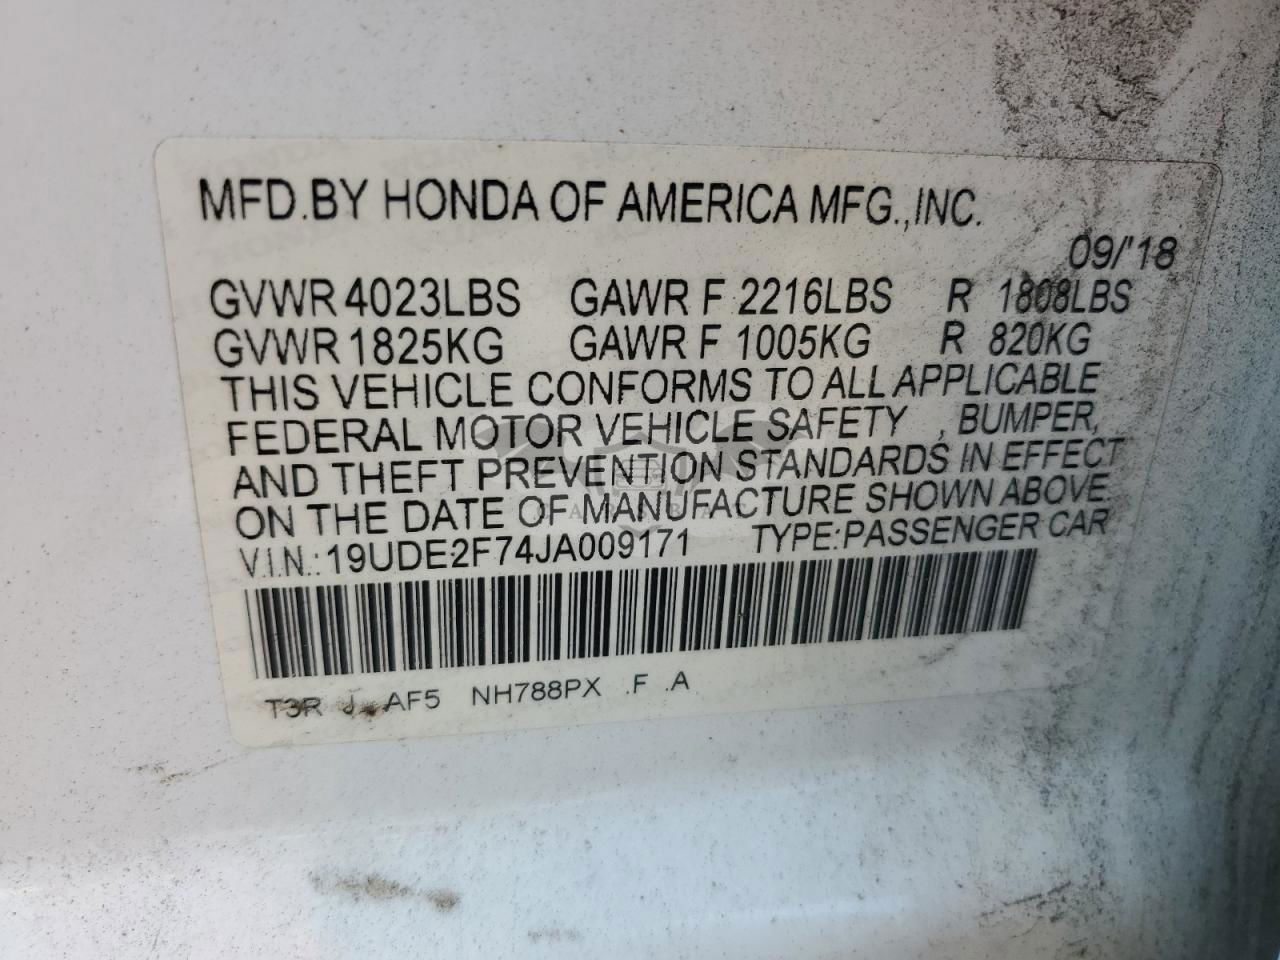 MFD.BY HONDA OF AMERICA MFG.,INC.
09/'18
GVWR 4023LBS GAWR F 2216LBS R 1808LBS
GVWR 1825KG GAWR F 1005KG R 820KG
THIS VEHICLE CONFORMS TO ALL APPLICABLE
FEDERAL MOTOR VEHICLE SAFETY , BUMPER,
AND THEFT PREVENTION STANDARDS IN EFFECT
ON THE DATE OF MANUFACTURE SHOWN ABOVE.
V.I.N.: 19UDE2F74JA009171 TYPE:PASSENGER CAR
T3R J AF5 NH788PX .F .A